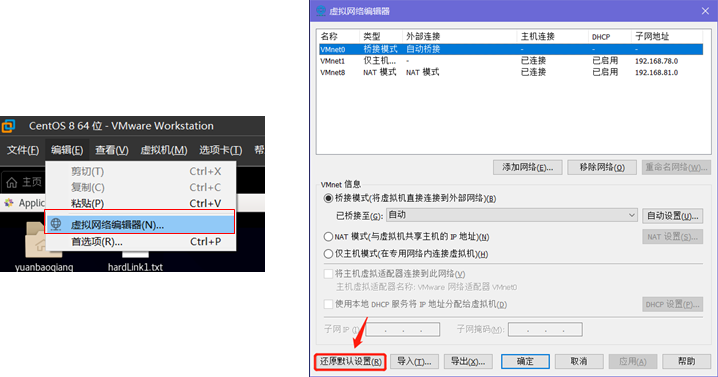 CentOS 8 64 位 - VMware Workstation
文件(F) 编辑(E) 查看(V) 虚拟机(M) 选项卡(T) 帮
主页
剪切(T) Ctrl+X
复制(C) Ctrl+C
粘贴(P) Ctrl+V
虚拟网络编辑器(N)...
首选项(R)... Ctrl+P
Applic
yuanbaoqiang hardLink1.txt
虚拟网络编辑器
名称 类型 外部连接 主机连接 DHCP 子网地址
VMnet0 桥接模式 自动桥接 - - -
VMnet1 仅主机... - 已连接 已启用 192.168.78.0
VMnet8 NAT 模式 NAT 模式 已连接 已启用 192.168.81.0
添加网络(E)... 移除网络(O) 重命名网络(W)...
VMnet 信息
桥接模式(将虚拟机直接连接到外部网络)(B)
已桥接至(G): 自动 自动设置(U)...
NAT 模式(与虚拟机共享主机的 IP 地址)(N) NAT 设置(S)...
仅主机模式(在专用网络内连接虚拟机)(H)
将主机虚拟适配器连接到此网络(V)
主机虚拟适配器名称: VMware 网络适配器 VMnet0
使用本地 DHCP 服务将 IP 地址分配给虚拟机(D) DHCP 设置(P)...
子网 IP (I): . . . 子网掩码(M): . . .
还原默认设置(R) 导入(T)... 导出(X)... 确定 取消 应用(A) 帮助